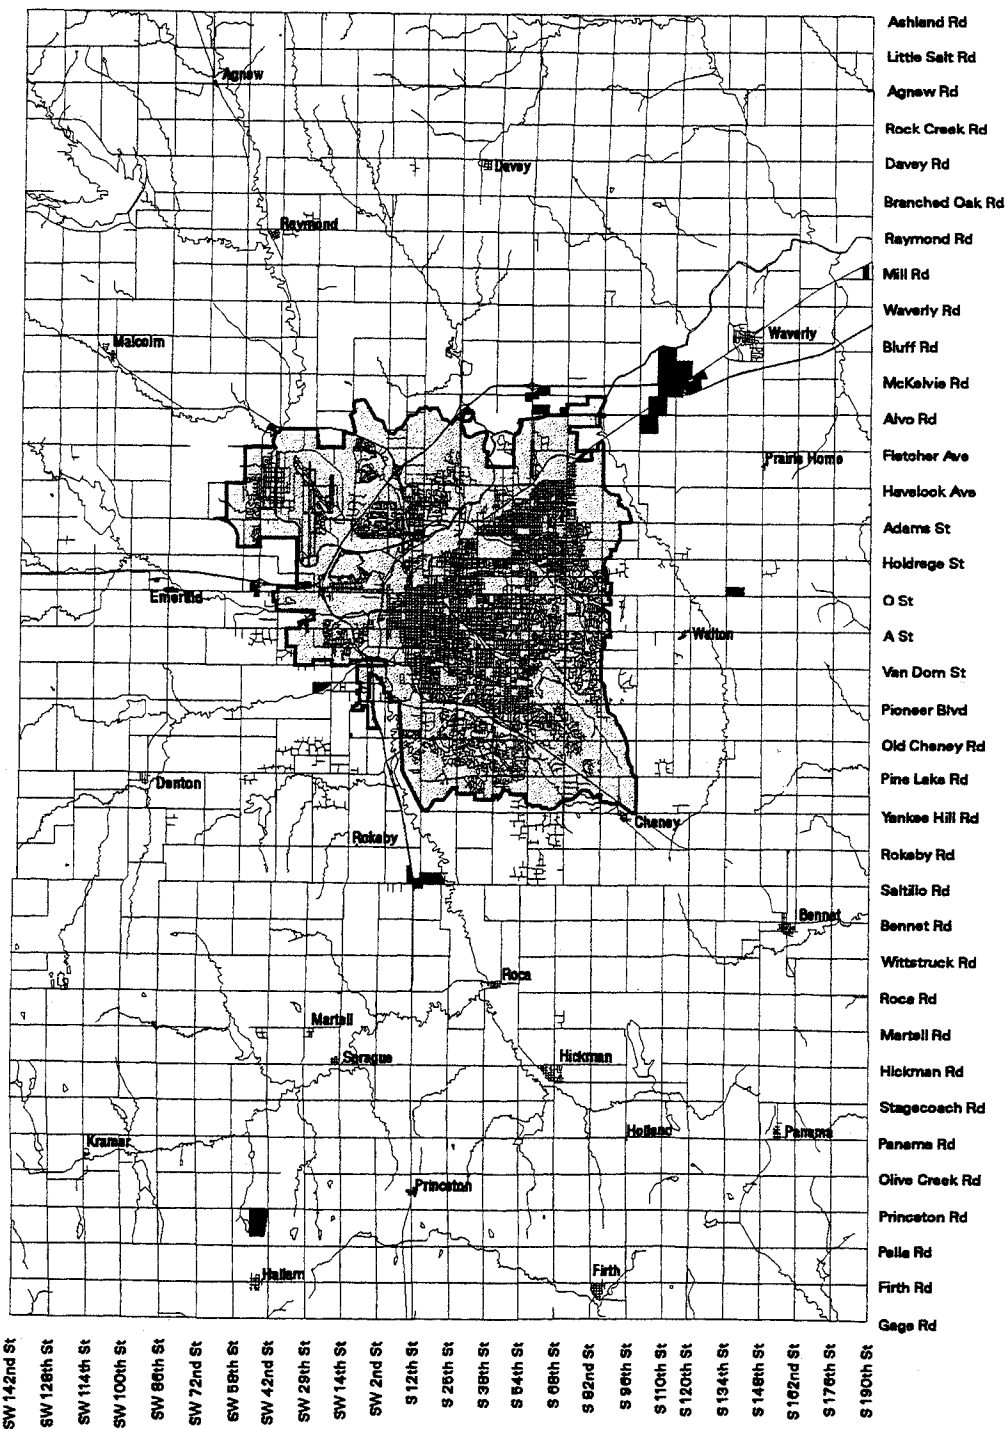 Ashland Rd
Little Salt Rd
Agnew
Agnew Rd
Rock Creek Rd
Davey
Davey Rd
Branched Oak Rd
Raymond
Raymond Rd
Mill Rd
Waverly Rd
Waverly
Malcolm
Bluff Rd
McKelvie Rd
Alvo Rd
Prairie Home
Fletcher Ave
Havelock Ave
Adams St
Holdrege St
Emerald
O St
Walton
A St
Van Dorn St
Pioneer Blvd
Old Cheney Rd
Denton
Pine Lake Rd
Cheney
Yankee Hill Rd
Rokeby
Rokeby Rd
Saltillo Rd
Bennet
Bennet Rd
Wittstruck Rd
Roca
Roca Rd
Martell
Martell Rd
Sprague
Hickman
Hickman Rd
Stagecoach Rd
Holland
Panama
Kramer
Panama Rd
Princeton
Olive Creek Rd
Princeton Rd
Pella Rd
Hallam
Firth
Firth Rd
Gage Rd
SW 142nd St
SW 128th St
SW 114th St
SW 100th St
SW 86th St
SW 72nd St
SW 58th St
SW 42nd St
SW 29th St
SW 14th St
SW 2nd St
S 12th St
S 25th St
S 38th St
S 54th St
S 68th St
S 82nd St
S 96th St
S 110th St
S 120th St
S 134th St
S 148th St
S 162nd St
S 176th St
S 190th St